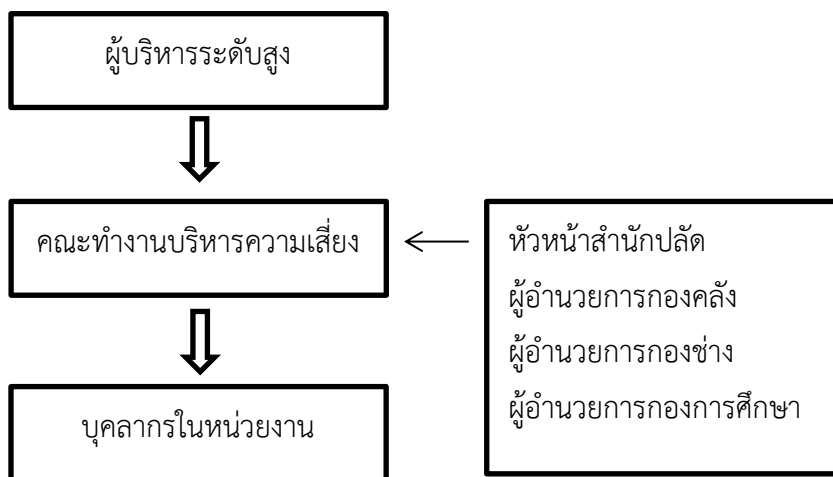 ผู้บริหารระดับสูง
คณะทำงานบริหารความเสี่ยง
หัวหน้าสำนักปลัด
ผู้อำนวยการกองคลัง
ผู้อำนวยการกองช่าง
ผู้อำนวยการกองการศึกษา
บุคลากรในหน่วยงาน